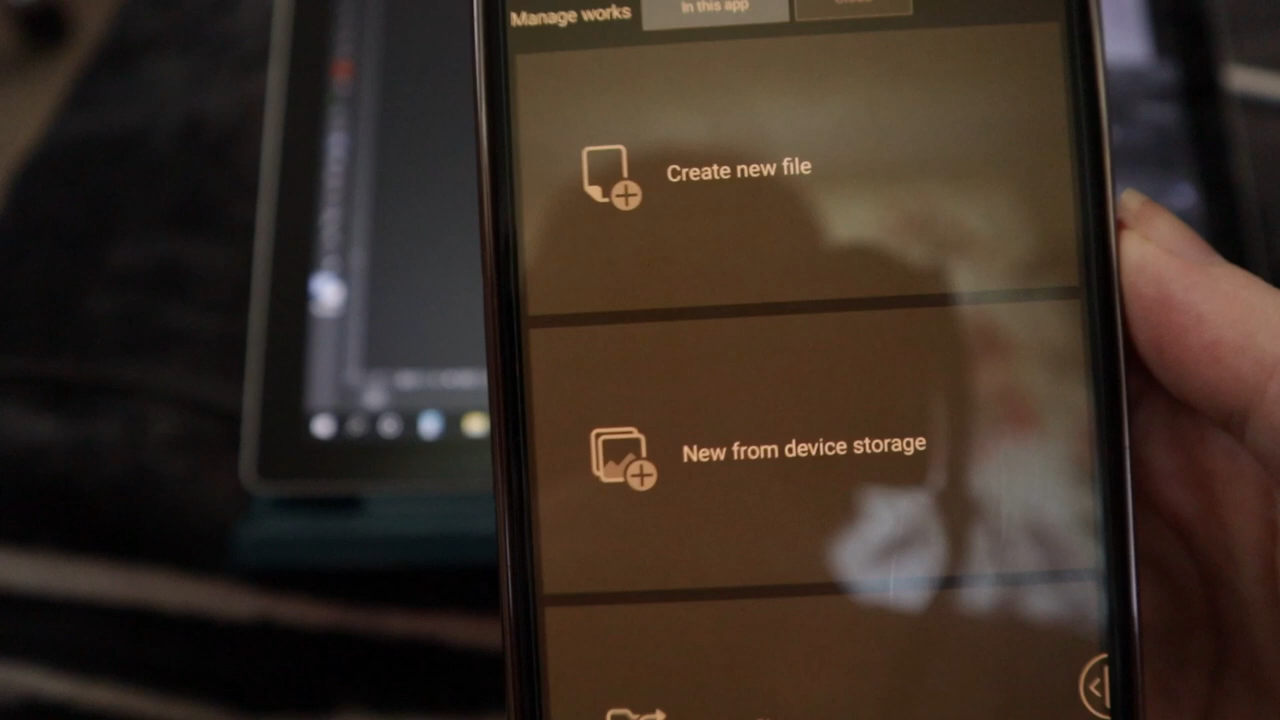 Manage works
In this app
Create new file
New from device storage